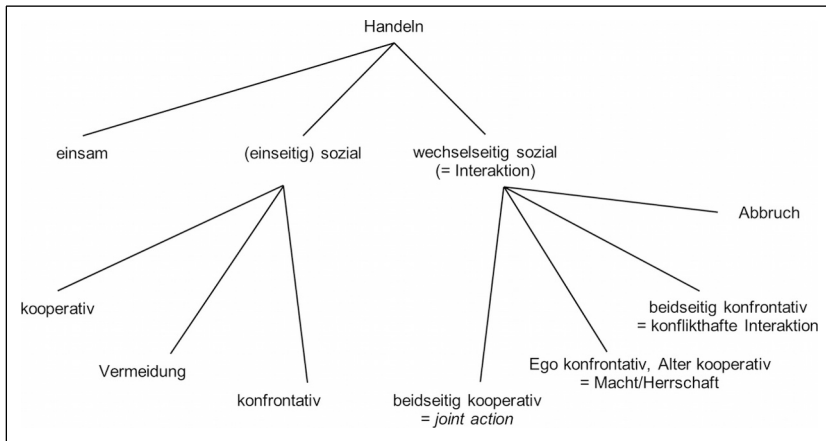 Handeln
einsam
(einseitig) sozial
wechselseitig sozial
(= Interaktion)
Abbruch
kooperativ
beidseitig konfrontativ
= konflikthafte Interaktion
Vermeidung
Ego konfrontativ, Alter kooperativ
= Macht/Herrschaft
konfrontativ
beidseitig kooperativ
= joint action